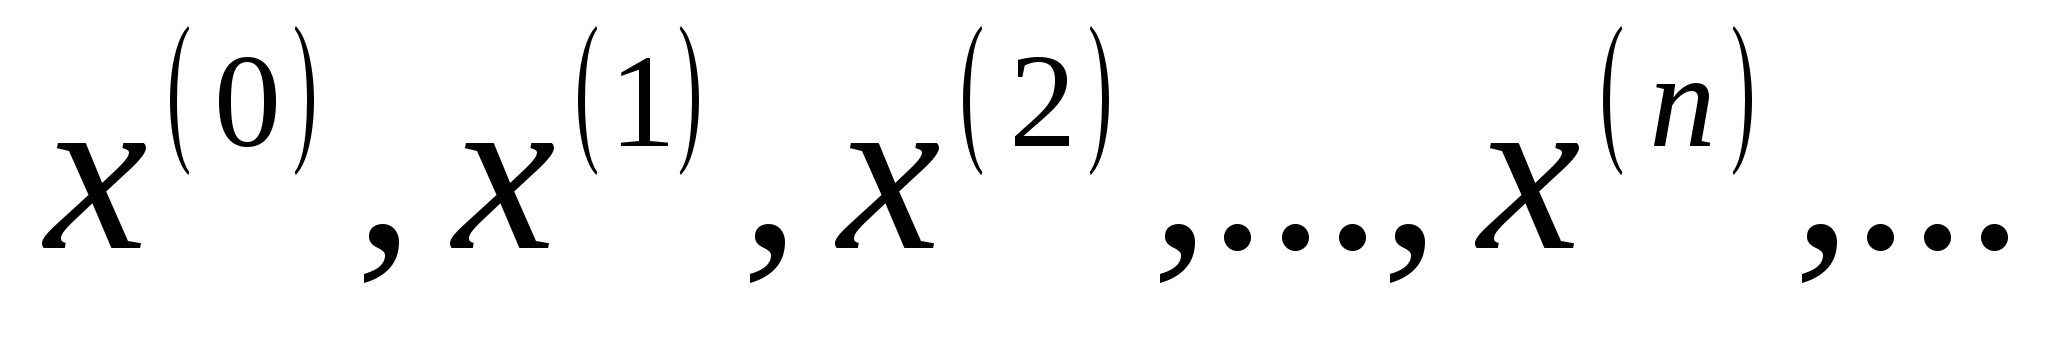 x^{(0)}, x^{(1)}, x^{(2)}, ..., x^{(n)}, ...